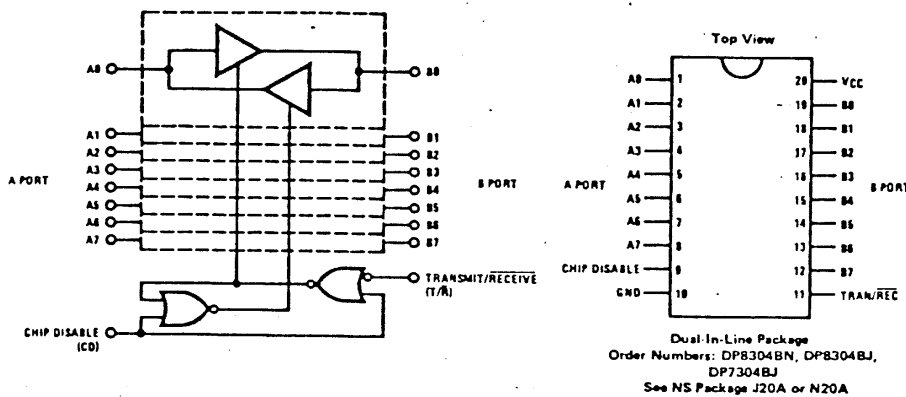 A0
B0
A1
A2
A3
A4
A5
A6
A7
A PORT
B1
B2
B3
B4
B5
B6
B7
B PORT
TRANSMIT/RECEIVE
(T/R)
CHIP DISABLE
(CD)
Top View
A0 1 20 VCC
A1 2 19 B0
A2 3 18 B1
A3 4 17 B2
A4 5 16 B3
A PORT B PORT
A5 6 15 B4
A6 7 14 B5
A7 8 13 B6
CHIP DISABLE 9 12 B7
GND 10 11 TRAN/REC
Dual-In-Line Package
Order Numbers: DP8304BN, DP8304BJ,
DP7304BJ
See NS Package J20A or N20A